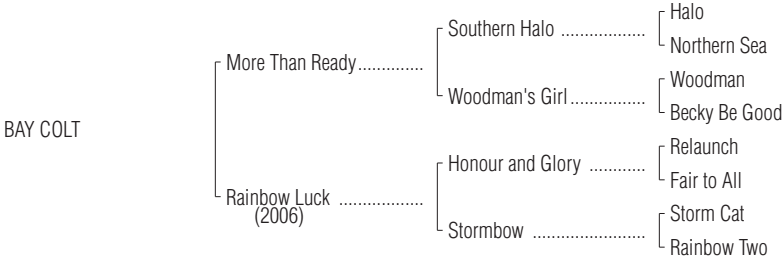 Halo
Southern Halo ...................
Northern Sea
More Than Ready..............
Woodman
Woodman's Girl................
Becky Be Good
BAY COLT
Relaunch
Honour and Glory ............
Fair to All
Rainbow Luck ..................
(2006)
Storm Cat
Stormbow .........................
Rainbow Two